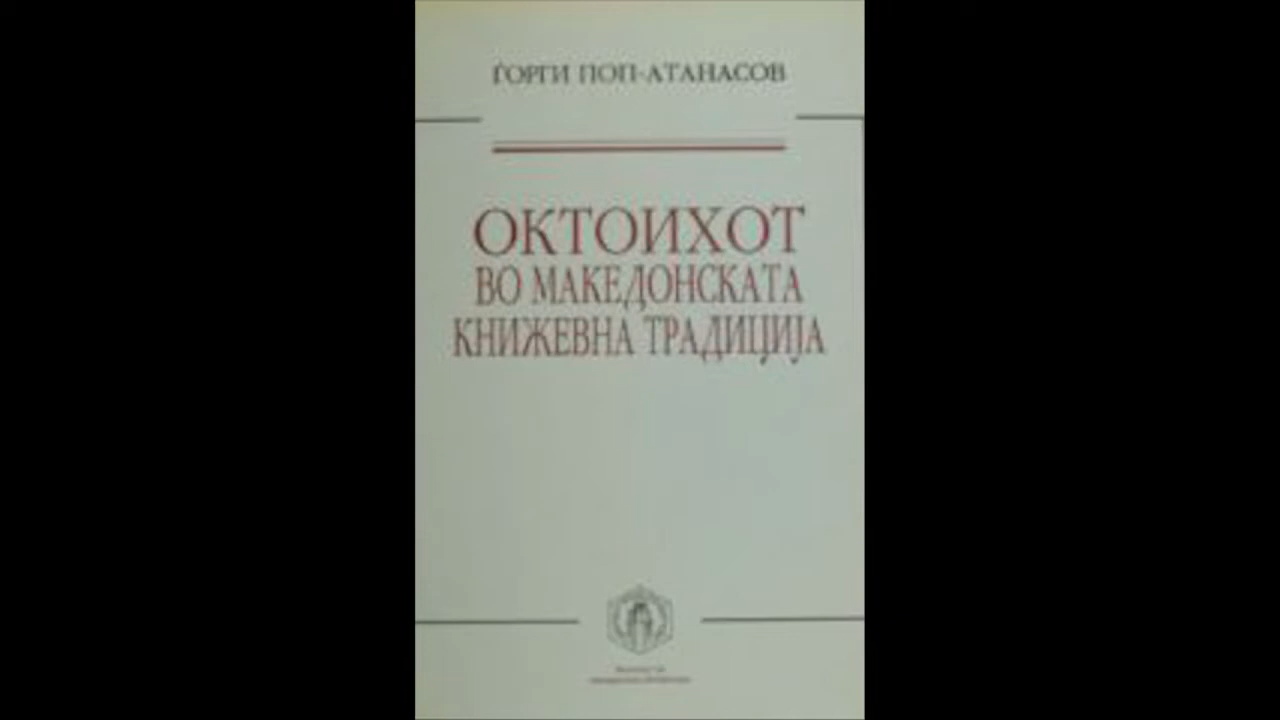 ЃОРГИ ПОП-АТАНАСОВ
ОКТОИХОТ
ВО МАКЕДОНСКАТА
КНИЖЕВНА ТРАДИЦИЈА